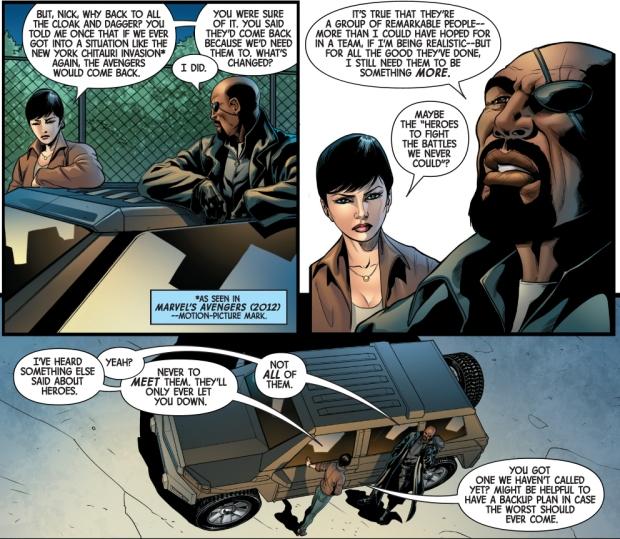 BUT, NICK, WHY BACK TO ALL
THE CLOAK AND DAGGER? YOU
TOLD ME ONCE THAT IF WE EVER
GOT INTO A SITUATION LIKE THE
NEW YORK CHITAURI INVASION*
AGAIN, THE AVENGERS
WOULD COME BACK.
YOU WERE SURE
OF IT. YOU SAID
THEY'D COME BACK
BECAUSE WE'D NEED
THEM TO. WHAT'S
CHANGED?
I DID.
*AS SEEN IN
MARVEL'S AVENGERS (2012)
--MOTION-PICTURE MARK.
IT'S TRUE THAT THEY'RE
A GROUP OF REMARKABLE PEOPLE--
MORE THAN I COULD HAVE HOPED FOR
IN A TEAM, IF I'M BEING REALISTIC--BUT
FOR ALL THE GOOD THEY'VE DONE,
I STILL NEED THEM TO BE
SOMETHING MORE.
MAYBE
THE "HEROES
TO FIGHT
THE BATTLES
WE NEVER
COULD"?
I'VE HEARD
SOMETHING ELSE
SAID ABOUT
HEROES.
YEAH?
NEVER TO
MEET THEM. THEY'LL
ONLY EVER LET
YOU DOWN.
NOT
ALL OF
THEM.
YOU GOT
ONE WE HAVEN'T CALLED
YET? MIGHT BE HELPFUL TO
HAVE A BACKUP PLAN IN CASE
THE WORST SHOULD
EVER COME.